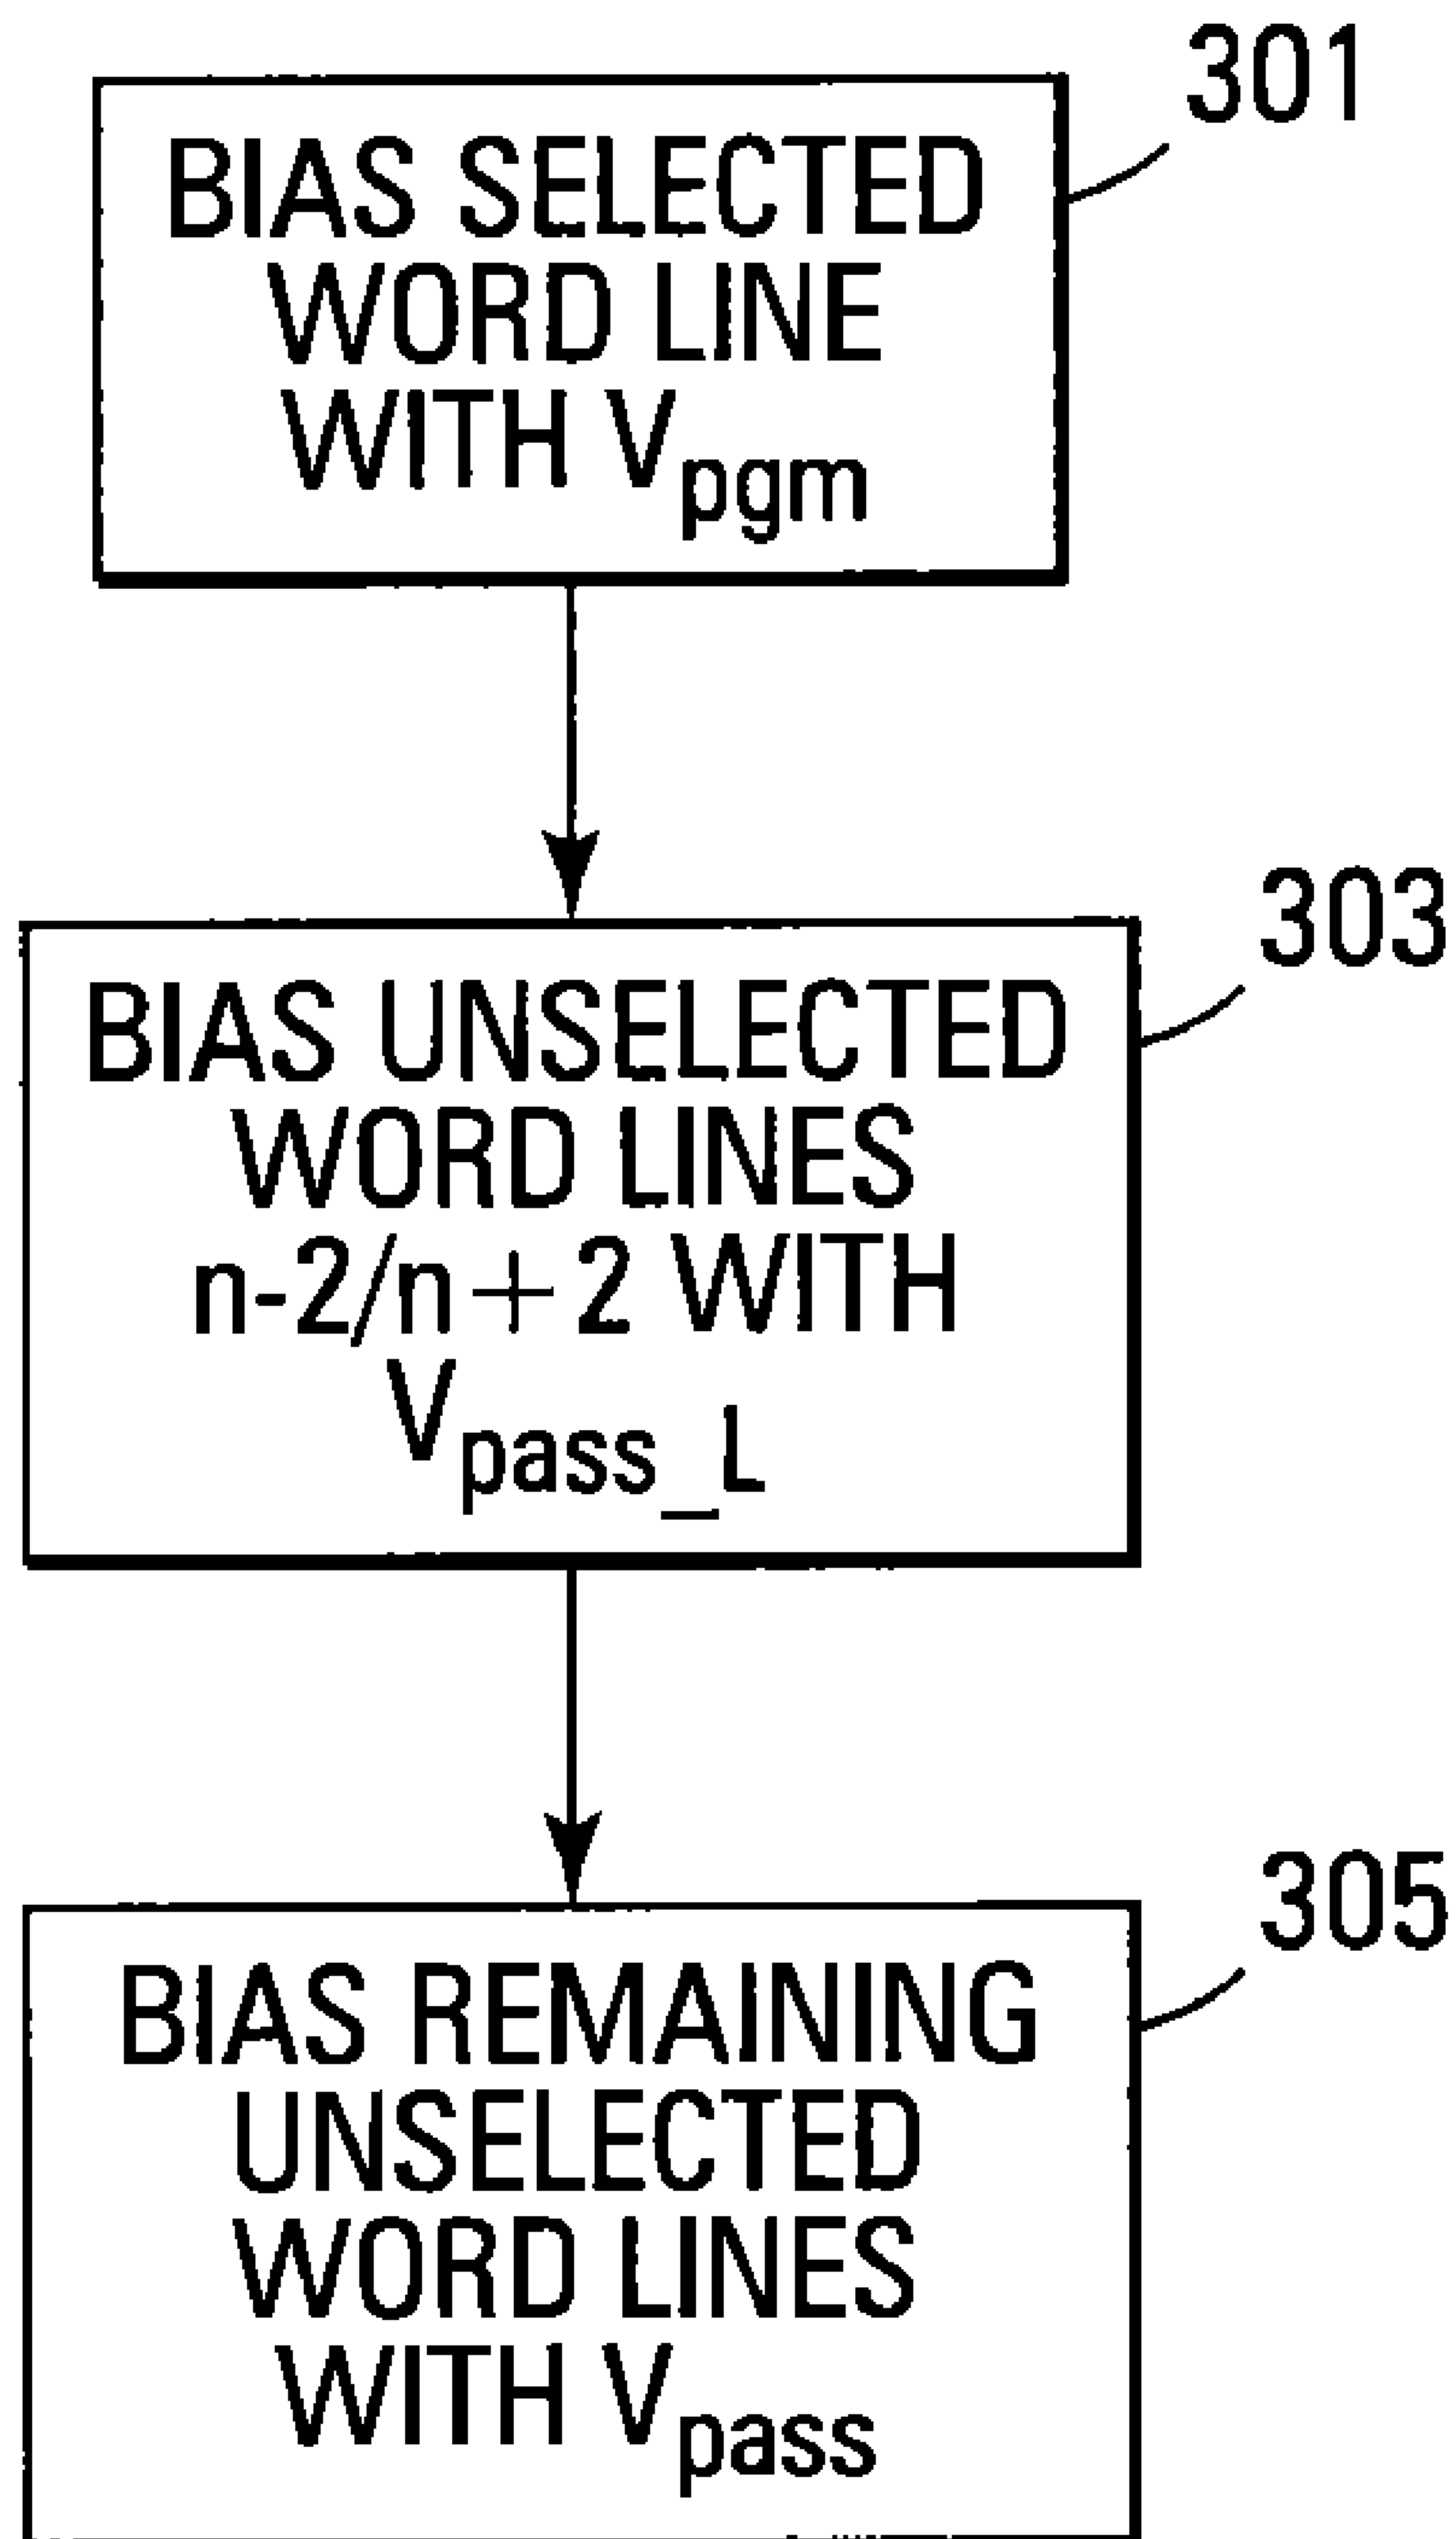 301
BIAS SELECTED
WORD LINE
WITH Vpgm
303
BIAS UNSELECTED
WORD LINES
n-2/n+2 WITH
Vpass_L
305
BIAS REMAINING
UNSELECTED
WORD LINES
WITH Vpass